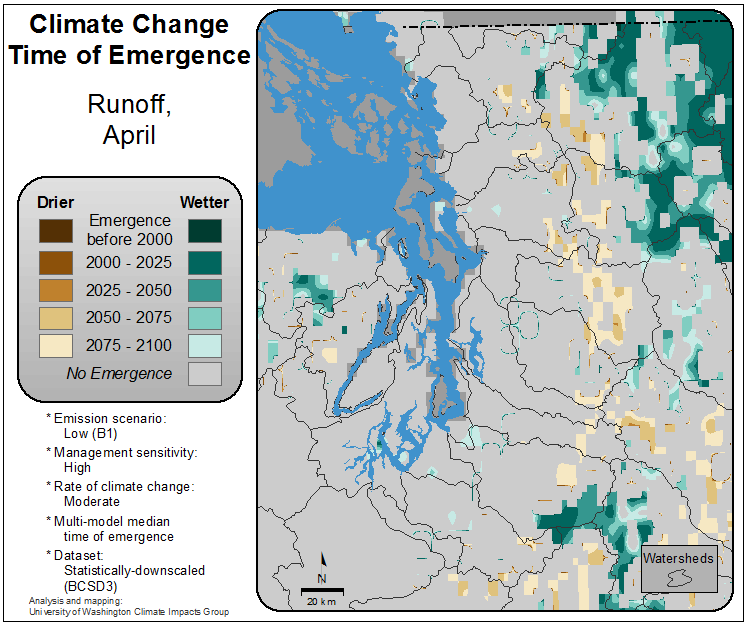 Climate Change
Time of Emergence
Runoff,
April
Drier
Wetter
Emergence
before 2000
2000 - 2025
2025 - 2050
2050 - 2075
2075 - 2100
No Emergence
* Emission scenario:
Low (B1)
* Management sensitivity:
High
* Rate of climate change:
Moderate
* Multi-model median
time of emergence
* Dataset:
Statistically-downscaled
(BCSD3)
Analysis and mapping:
University of Washington Climate Impacts Group
N
20 km
Watersheds